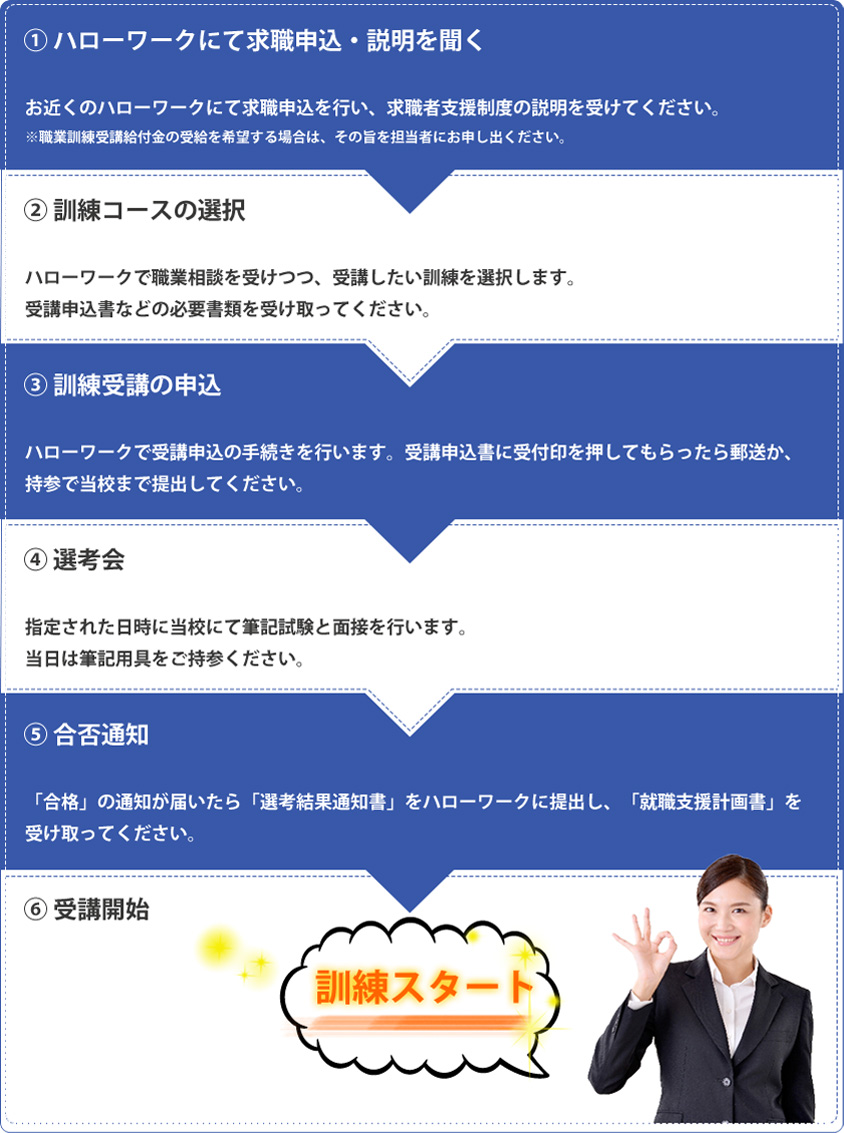 ① ハローワークにて求職申込・説明を聞く
お近くのハローワークにて求職申込を行い、求職者支援制度の説明を受けてください。
※職業訓練受講給付金の受給を希望する場合は、その旨を担当者にお申し出ください。
② 訓練コースの選択
ハローワークで職業相談を受けつつ、受講したい訓練を選択します。
受講申込書などの必要書類を受け取ってください。
③ 訓練受講の申込
ハローワークで受講申込の手続きを行います。受講申込書に受付印を押してもらったら郵送か、
持参で当校まで提出してください。
④ 選考会
指定された日時に当校にて筆記試験と面接を行います。
当日は筆記用具をご持参ください。
⑤ 合否通知
「合格」の通知が届いたら「選考結果通知書」をハローワークに提出し、「就職支援計画書」を
受け取ってください。
⑥ 受講開始
訓練スタート